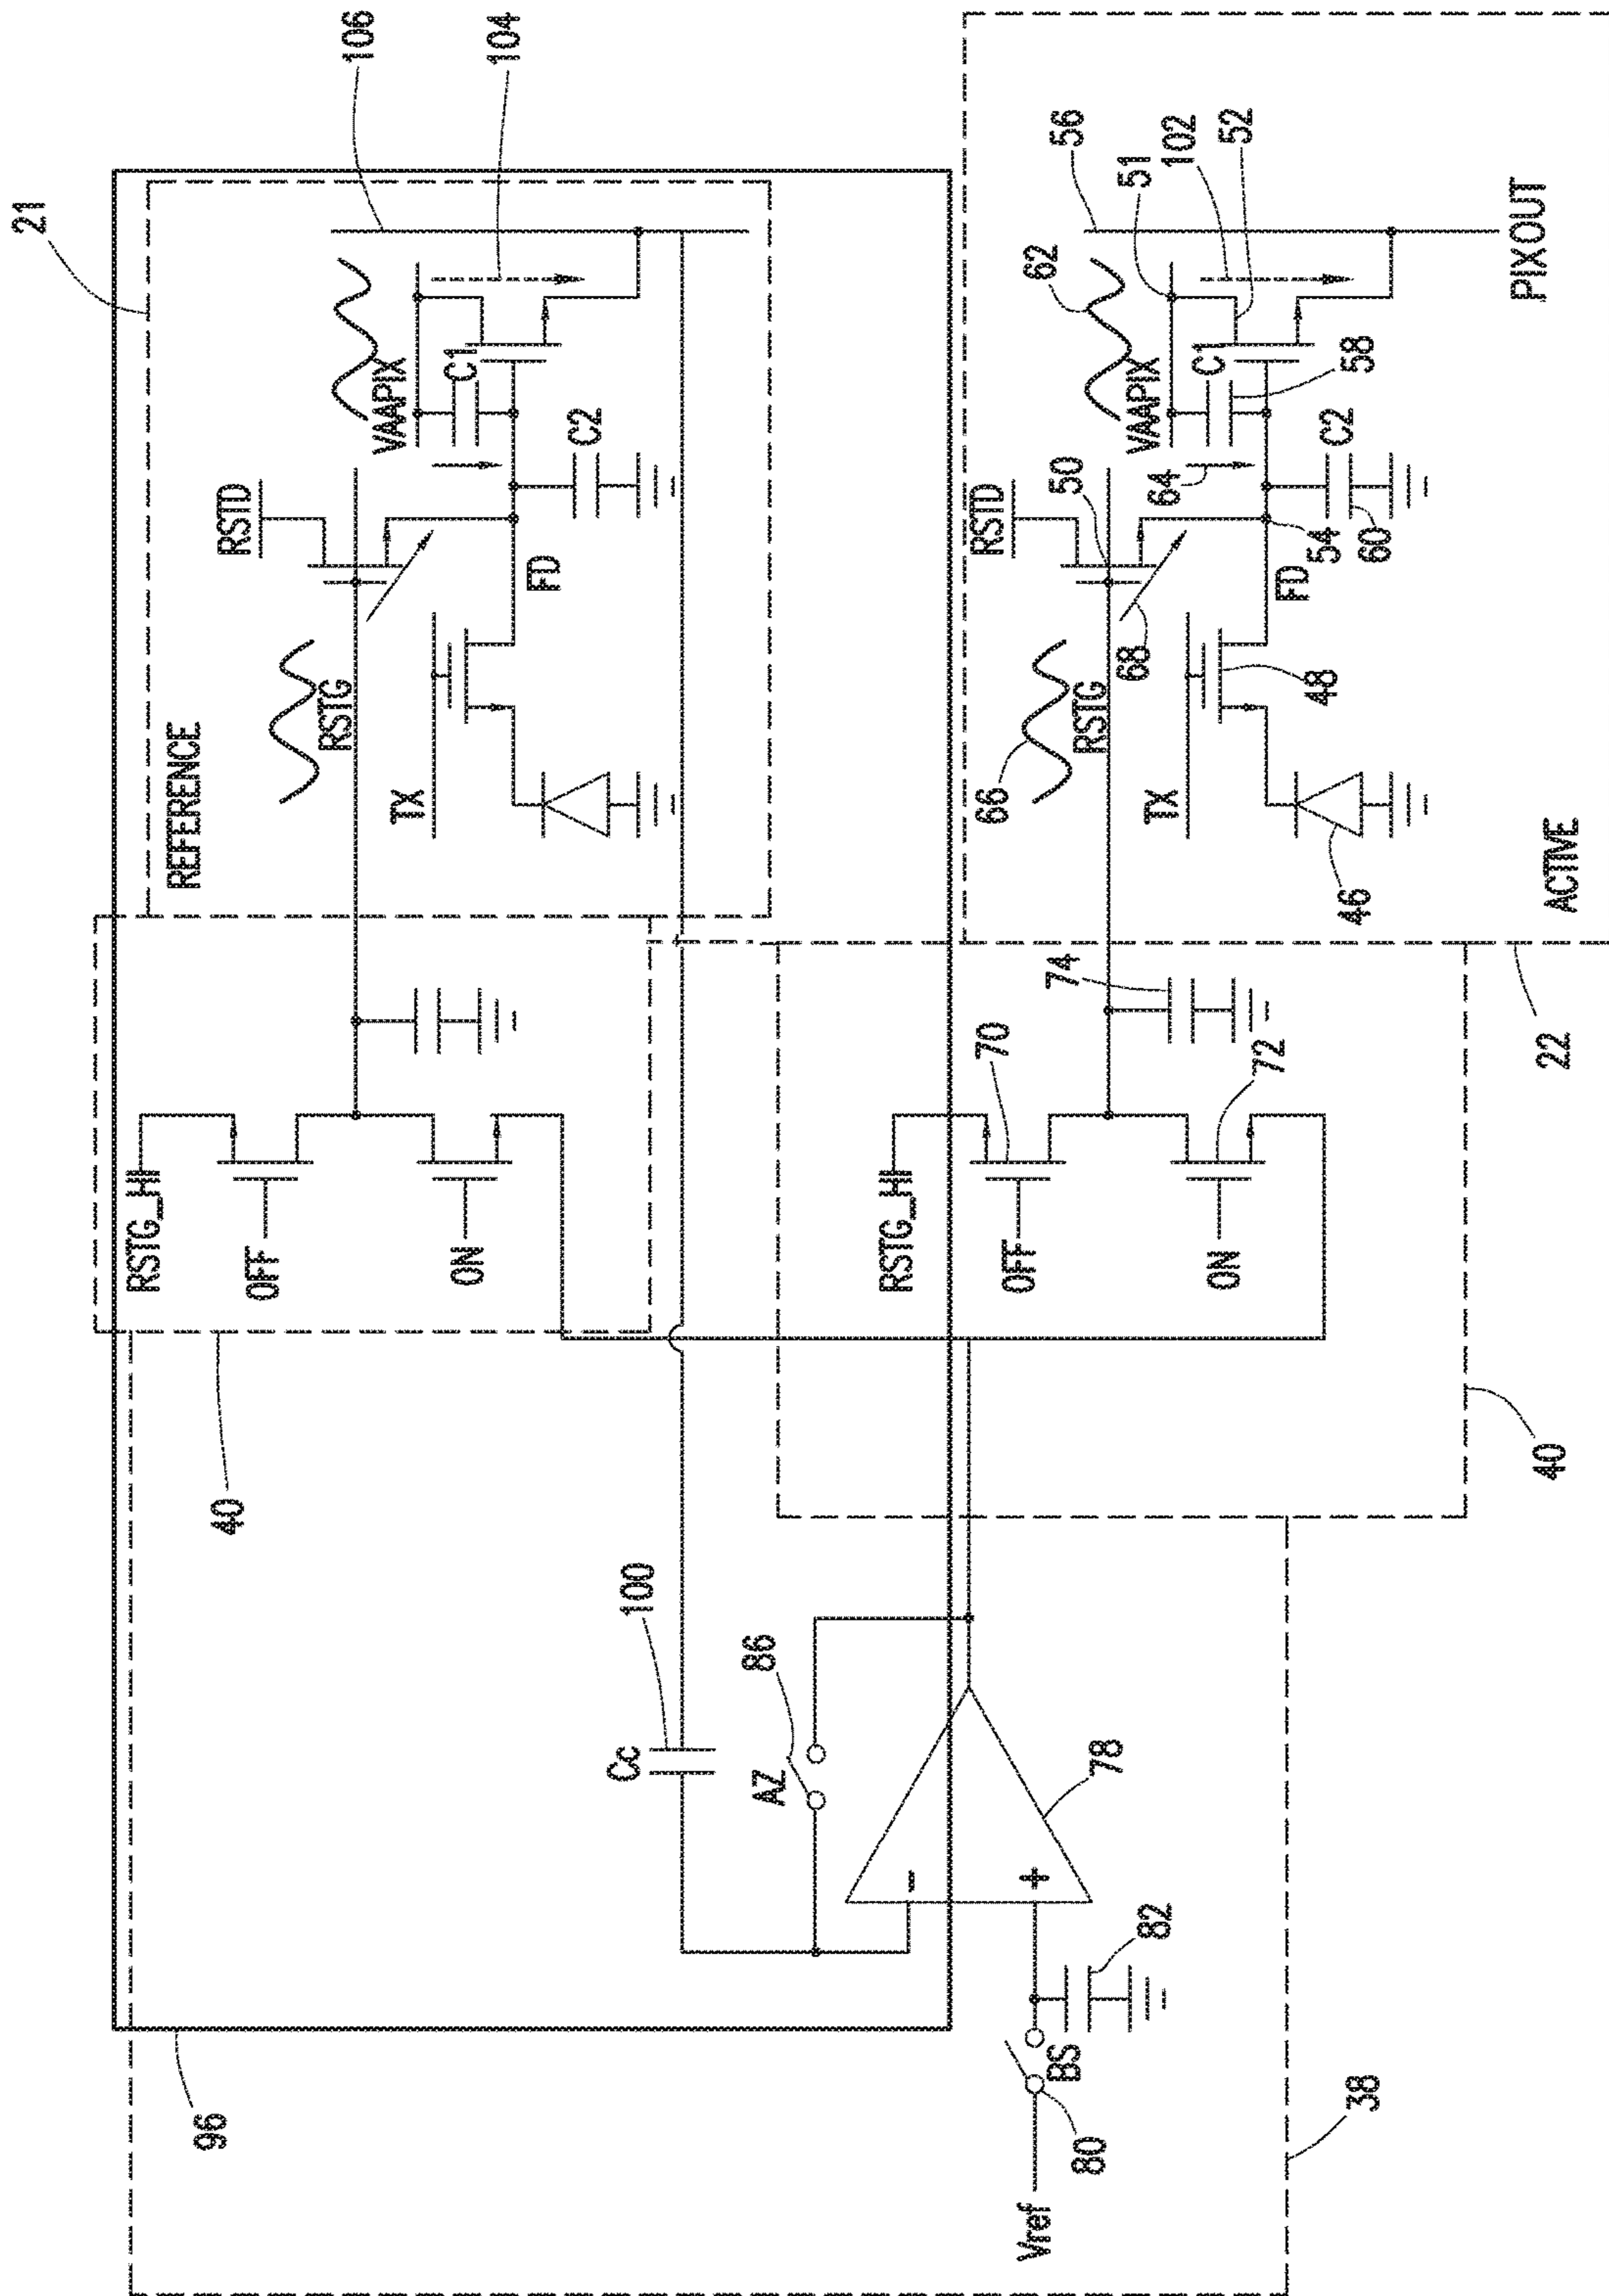 21
REFERENCE
106
104
RSTD
VAAPIX
C1
RSTG
C2
TX
FD
RSTG_HI
OFF
ON
40
100
Cc
86
AZ
96
-
+
78
82
BS
80
Vref
38
RSTG_HI
OFF
70
ON
72
74
40
22
RSTD
62
56
51
102
52
VAAPIX
C1
58
66
RSTG
50
64
68
C2
TX
FD
54
60
48
46
ACTIVE
PIXOUT